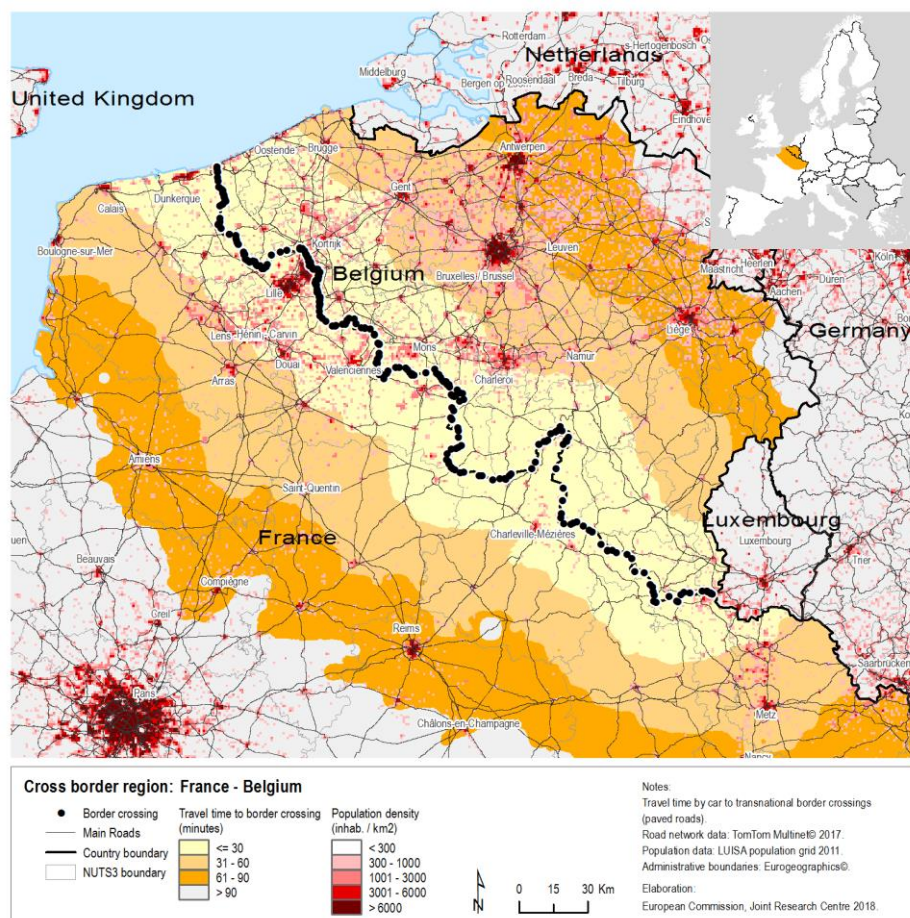 Netherlands
Rotterdam
s-Hertogenbosch
Middelburg
Roosendaal
Breda
Tilburg
United Kingdom
Eindhove
Oostende
Brugge
Antwerpen
Dunkerque
Calais
Gent
Boulogne-sur-Mer
Kortrijk
Leuven
Belgium
Bruxelles / Brussel
Maastricht
Heerlen
Köln
Düren
Aachen
Lille
Liège
Germany
Lens
Hénin
Carvin
Mons
Namur
Douai
Valenciennes
Charleroi
Arras
Amiens
Saint-Quentin
Charleville-Mézières
Luxembourg
Luxembourg
France
Trier
Beauvais
Compiègne
Creil
Reims
Saarbrücken
Paris
Metz
Châlons-en-Champagne
Nancy
Cross border region: France - Belgium
Border crossing
Main Roads
Country boundary
NUTS3 boundary
Travel time to border crossing
(minutes)
<= 30
31 - 60
61 - 90
> 90
Population density
(inhab. / km2)
< 300
300 - 1000
1001 - 3000
3001 - 6000
> 6000
N
0 15 30 Km
Notes:
Travel time by car to transnational border crossings
(paved roads).
Road network data: TomTom Multinet© 2017.
Population data: LUISA population grid 2011.
Administrative boundaries: Eurogeographics©.
Elaboration:
European Commission, Joint Research Centre 2018.